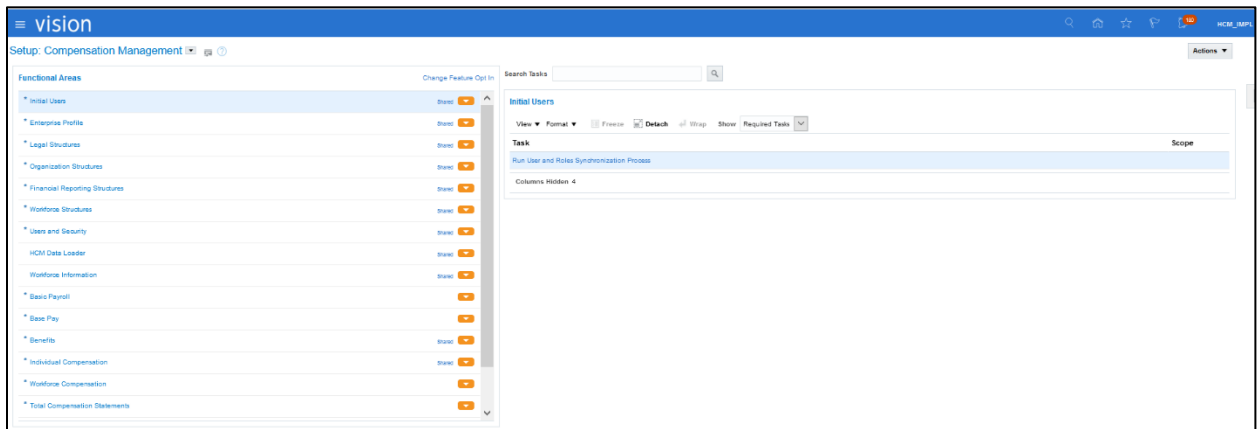 vision
HCM_IMPL
Setup: Compensation Management
Actions
Functional Areas
Change Feature Opt In
* Initial Users Shared
* Enterprise Profile Shared
* Legal Structures Shared
* Organization Structures Shared
* Financial Reporting Structures Shared
* Workforce Structures Shared
* Users and Security Shared
HCM Data Loader Shared
Workforce Information Shared
* Basic Payroll
* Base Pay
* Benefits Shared
* Individual Compensation Shared
* Workforce Compensation
* Total Compensation Statements
Search Tasks
Initial Users
View Format Freeze Detach Wrap Show Required Tasks
Task Scope
Run User and Roles Synchronization Process
Columns Hidden 4